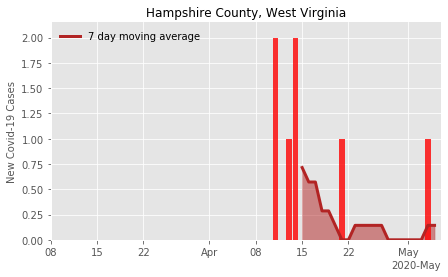 Hampshire County, West Virginia
7 day moving average
New Covid-19 Cases
2.00
1.75
1.50
1.25
1.00
0.75
0.50
0.25
0.00
08 15 22 Apr 08 15 22 May
2020-May